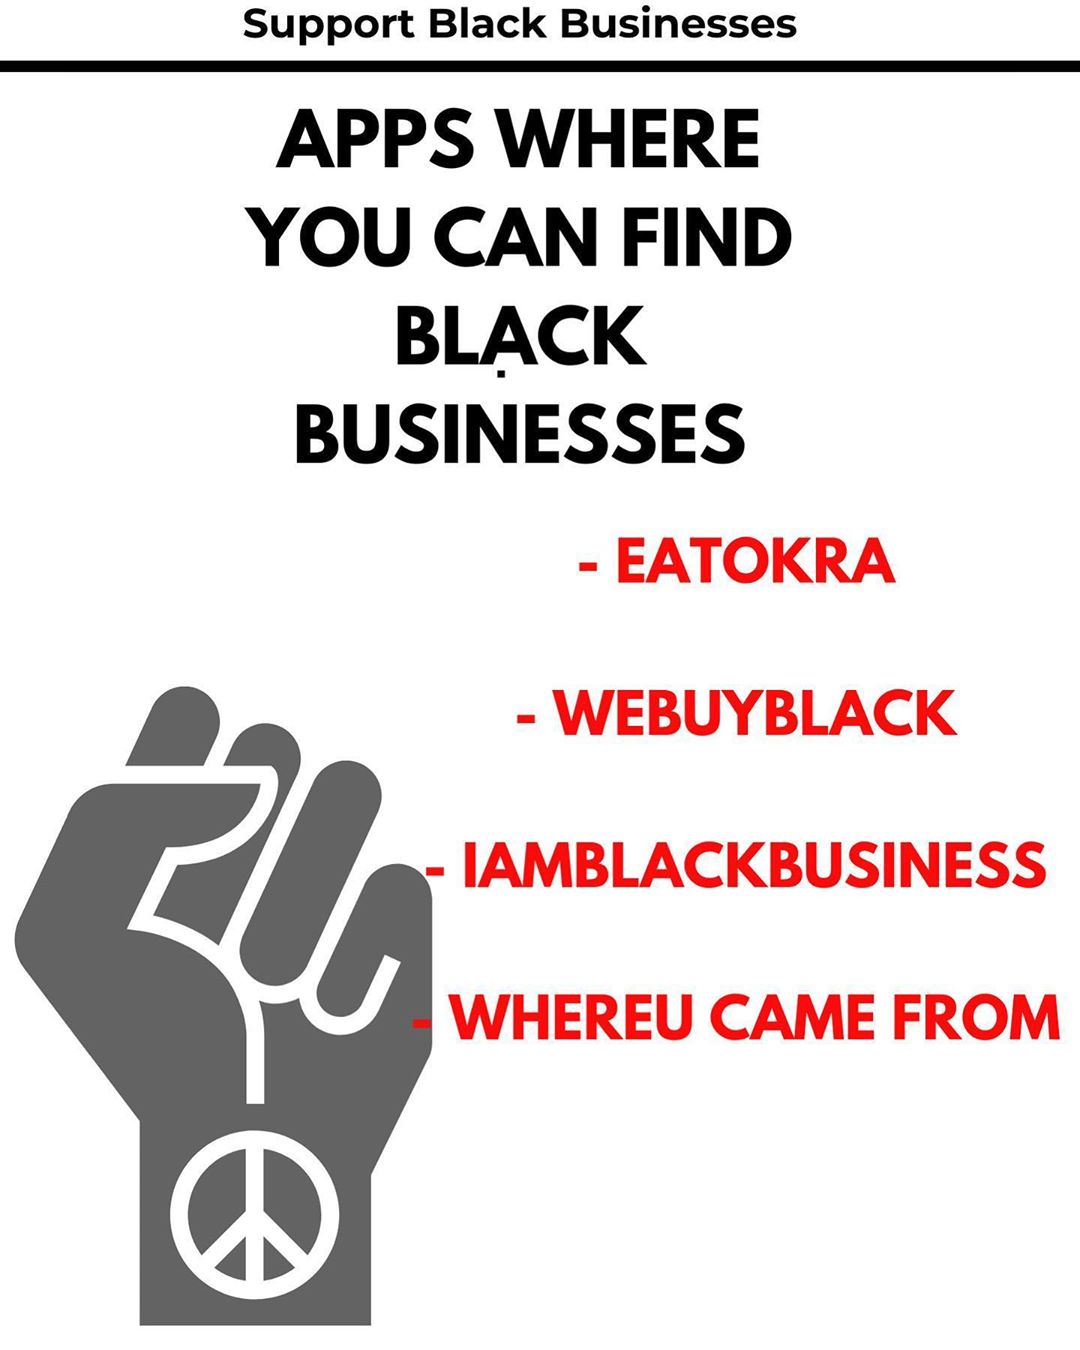 Support Black Businesses
APPS WHERE
YOU CAN FIND
BLACK
BUSINESSES
- EATOKRA
- WEBUYBLACK
- IAMBLACKBUSINESS
- WHEREU CAME FROM